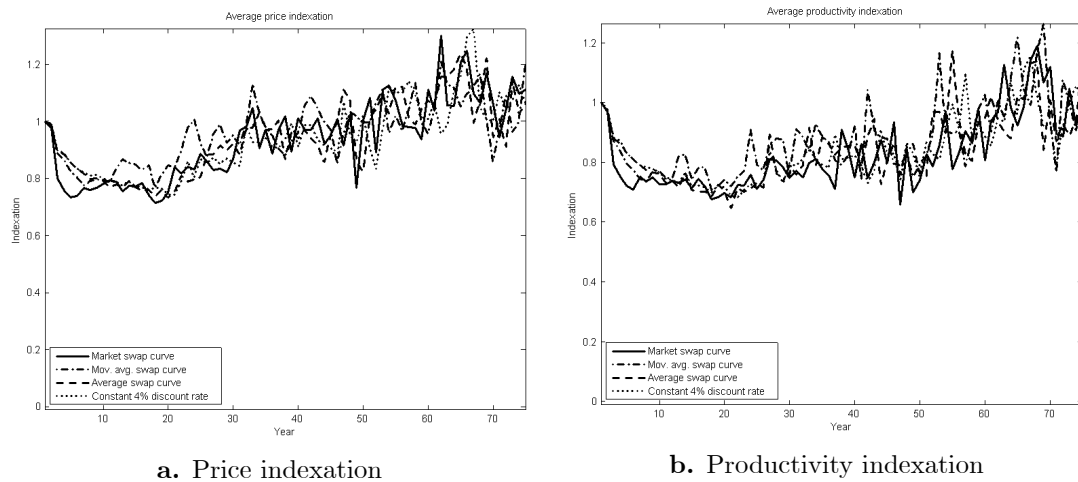 Average price indexation
1.2
1
0.8
0.6
0.4
0.2
0
Indexation
Market swap curve
Mov. avg. swap curve
Average swap curve
Constant 4% discount rate
10 20 30 40 50 60 70
Year
a. Price indexation
Average productivity indexation
1.2
1
0.8
0.6
0.4
0.2
0
Indexation
Market swap curve
Mov. avg. swap curve
Average swap curve
Constant 4% discount rate
10 20 30 40 50 60 70
Year
b. Productivity indexation